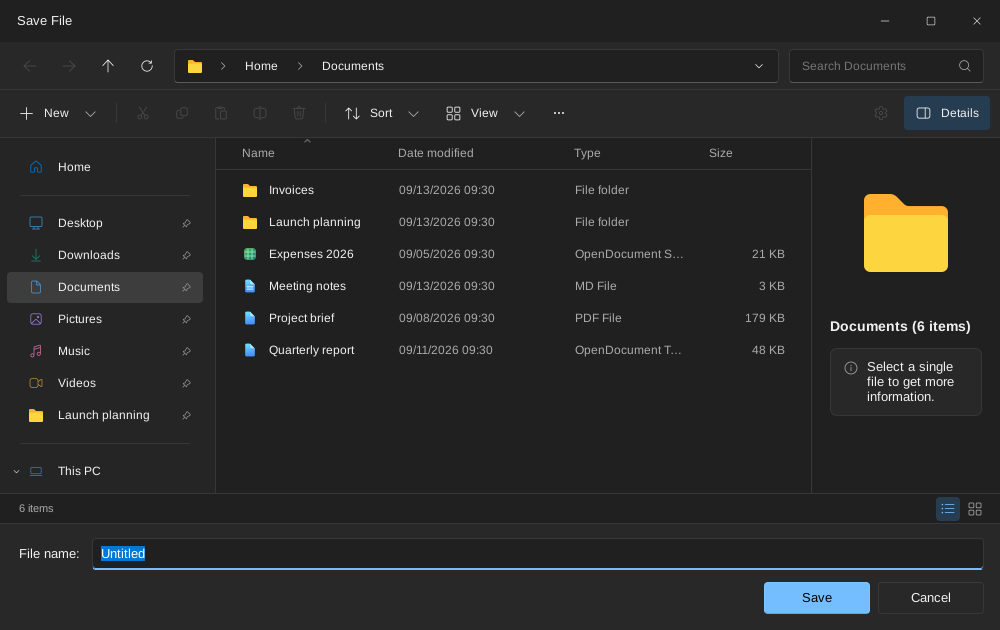 Save File
Home
Documents
Search Documents
New
Sort
View
Details
Home
Desktop
Downloads
Documents
Pictures
Music
Videos
Launch planning
This PC
Name Date modified Type Size
Invoices 09/13/2026 09:30 File folder
Launch planning 09/13/2026 09:30 File folder
Expenses 2026 09/05/2026 09:30 OpenDocument S... 21 KB
Meeting notes 09/13/2026 09:30 MD File 3 KB
Project brief 09/08/2026 09:30 PDF File 179 KB
Quarterly report 09/11/2026 09:30 OpenDocument T... 48 KB
Documents (6 items)
Select a single
file to get more
information.
6 items
File name: Untitled
Save
Cancel